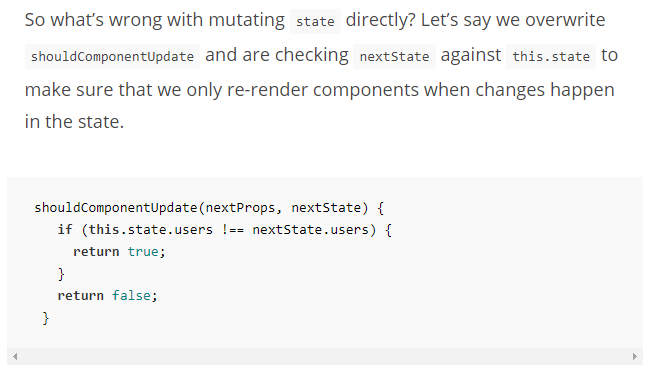 So what’s wrong with mutating state directly? Let’s say we overwrite
shouldComponentUpdate and are checking nextState against this.state to
make sure that we only re-render components when changes happen
in the state.
shouldComponentUpdate(nextProps, nextState) {
if (this.state.users !== nextState.users) {
return true;
}
return false;
}